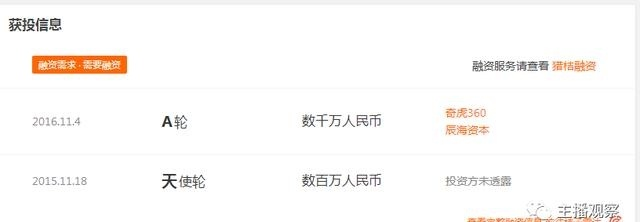 获投信息
融资需求 · 需要融资
融资服务请查看 猎桔融资
2016.11.4 A轮 数千万人民币 奇虎360
辰海资本
2015.11.18 天使轮 数百万人民币 投资方未透露
主播观察